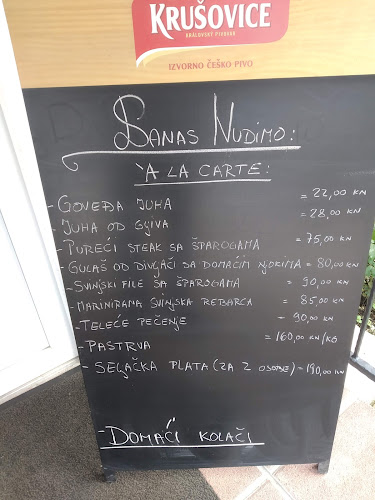 KRUŠOVICE
KRÁLOVSKÝ PIVOVAR
IZVORNO ČEŠKO PIVO
DANAS NUDIMO:
A LA CARTE:
- GOVEĐA JUHA = 22,00 KN
- JUHA OD GLJIVA = 28,00 KN
- PUREĆI STEAK SA ŠPAROGAMA = 75,00 KN
- GULAŠ OD DIVLJAČI SA DOMAĆIM NJOKIMA = 80,00 KN
- SVINJSKI FILE SA ŠPAROGAMA = 90,00 KN
- MARINIRANA SVINJSKA REBARCA = 85,00 KN
- TELEĆE PEČENJE - 90,00 KN
- PASTRVA = 160,00 KN/KG
- SELJAČKA PLATA (ZA 2 OSOBE) = 190,00 KN
- DOMAĆI KOLAČI